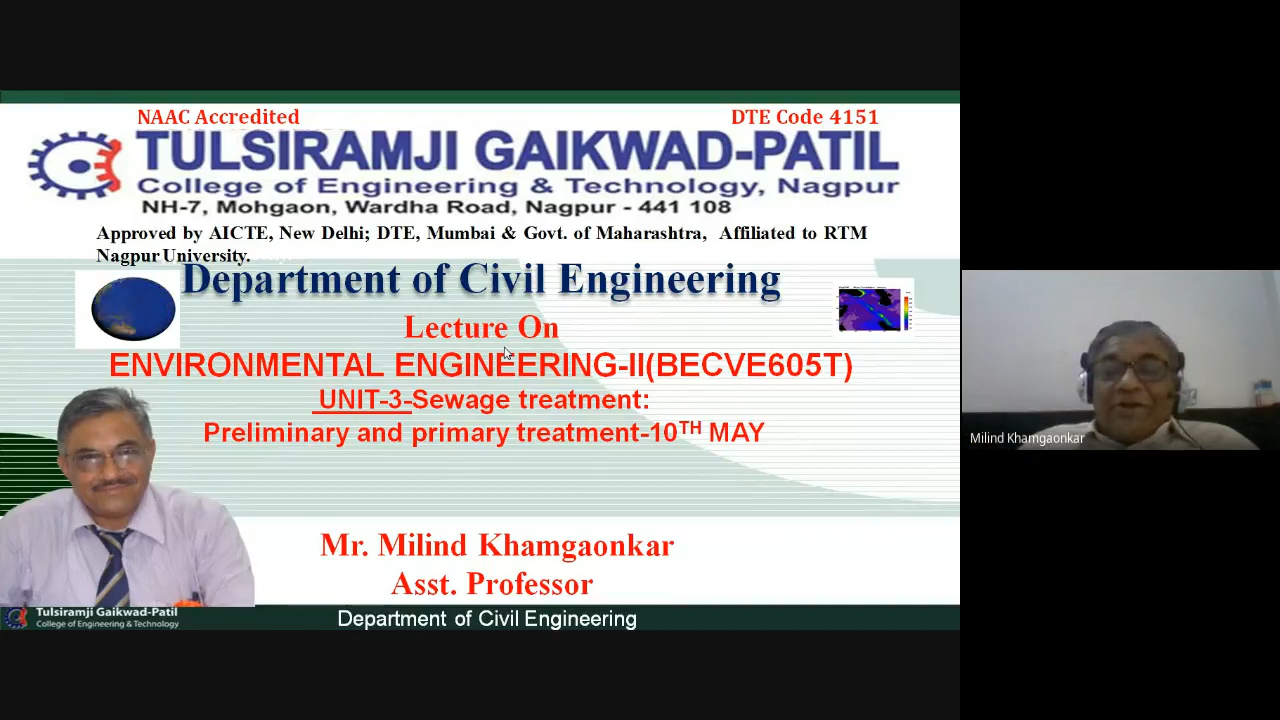 NAAC Accredited
DTE Code 4151
TULSIRAMJI GAIKWAD-PATIL
College of Engineering & Technology, Nagpur
NH-7, Mohgaon, Wardha Road, Nagpur - 441 108
Approved by AICTE, New Delhi; DTE, Mumbai & Govt. of Maharashtra, Affiliated to RTM
Nagpur University.
Department of Civil Engineering
Lecture On
ENVIRONMENTAL ENGINEERING-II(BECVE605T)
UNIT-3-Sewage treatment:
Preliminary and primary treatment-10TH MAY
Milind Khamgaonkar
Mr. Milind Khamgaonkar
Asst. Professor
Tulsiramji Gaikwad-Patil
College of Engineering & Technology
Department of Civil Engineering